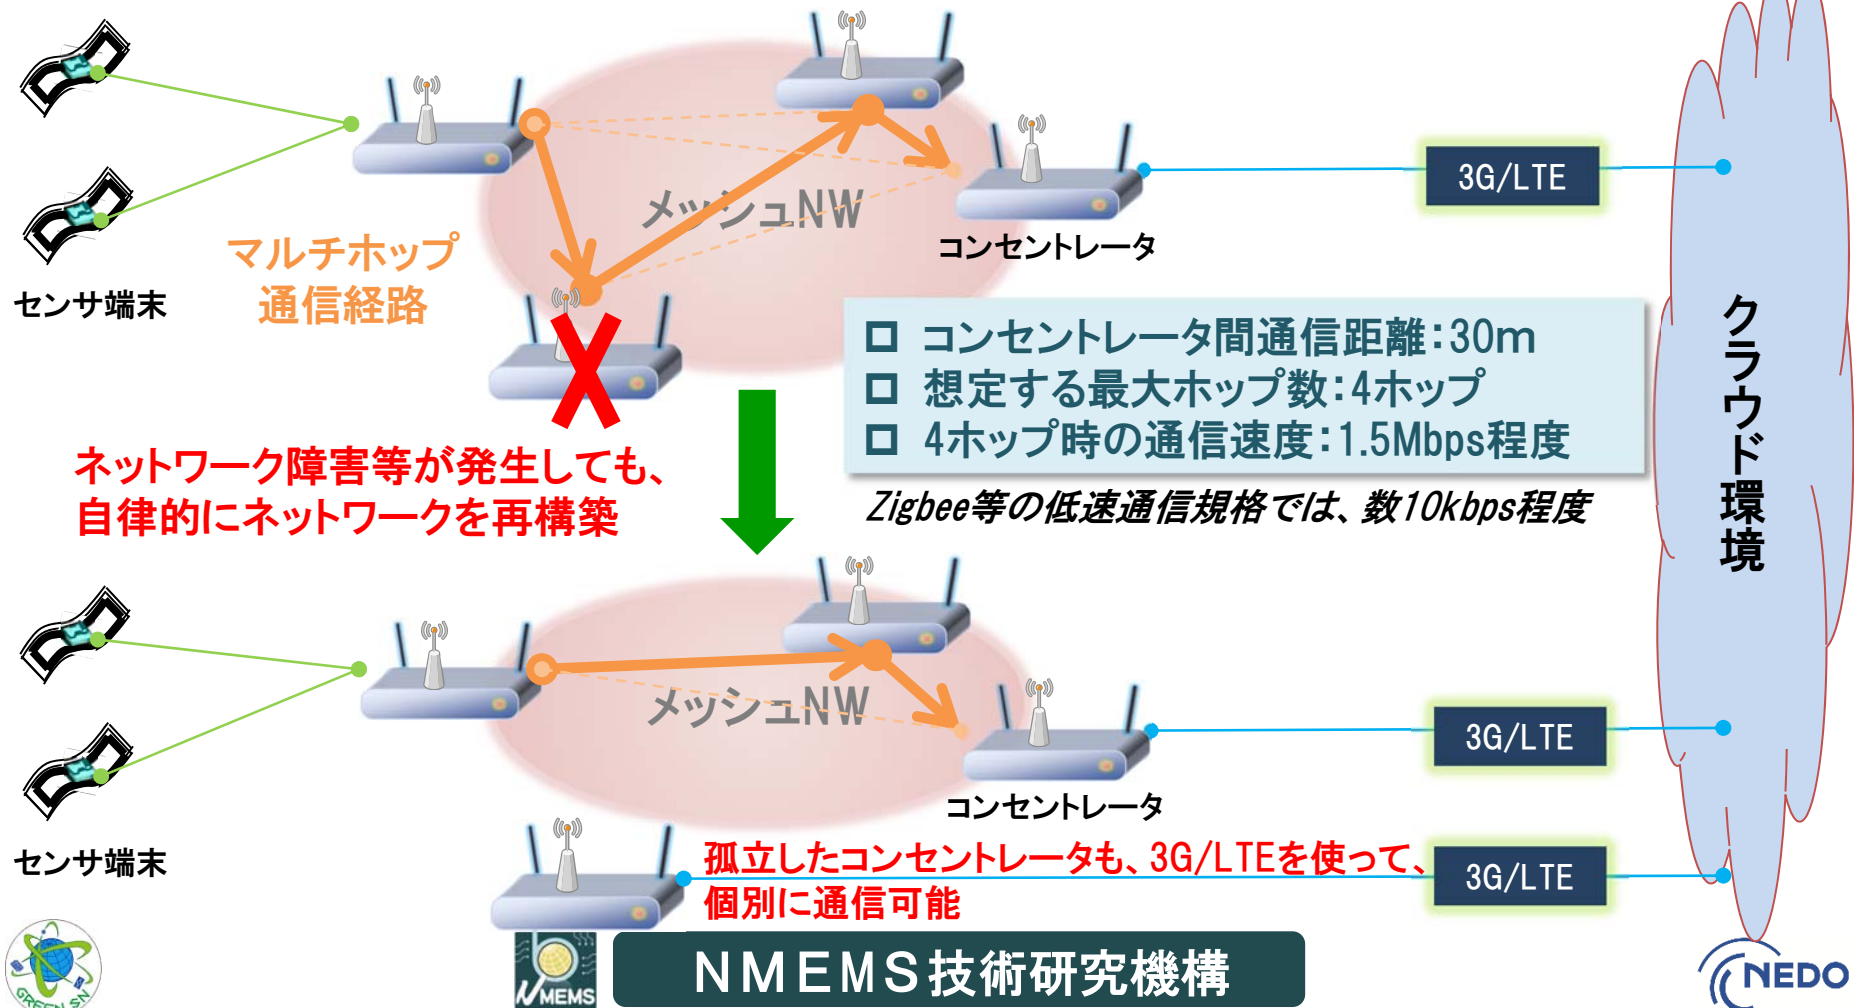 3G/LTE
メッシュNW
コンセントレータ
マルチホップ
通信経路
センサ端末
クラウド環境
□ コンセントレータ間通信距離：30m
□ 想定する最大ホップ数：4ホップ
□ 4ホップ時の通信速度：1.5Mbps程度
ネットワーク障害等が発生しても、
自律的にネットワークを再構築
Zigbee等の低速通信規格では、数10kbps程度
メッシュNW
3G/LTE
コンセントレータ
センサ端末
孤立したコンセントレータも、3G/LTEを使って、
個別に通信可能
3G/LTE
GREEN SN
NMEMS
ＮＭＥＭＳ技術研究機構
NEDO